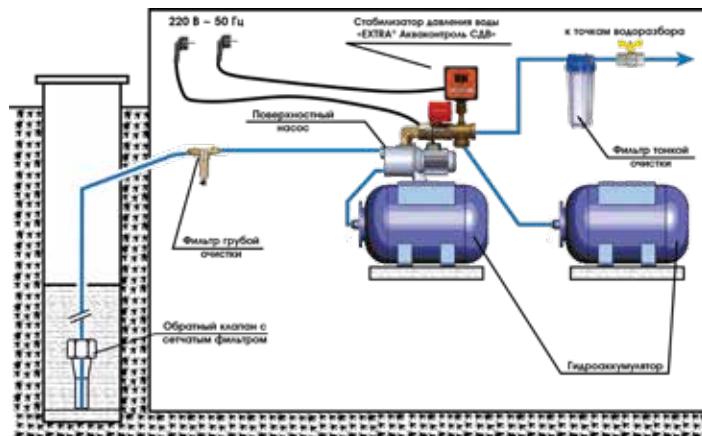 220 В ~ 50 Гц
Стабилизатор давления воды
«EXTRA® Акваконтроль СДВ»
к точкам водоразбора
Поверхностный
насос
Фильтр тонкой
очистки
Фильтр грубой
очистки
Обратный клапан с
сетчатым фильтром
Гидроаккумулятор